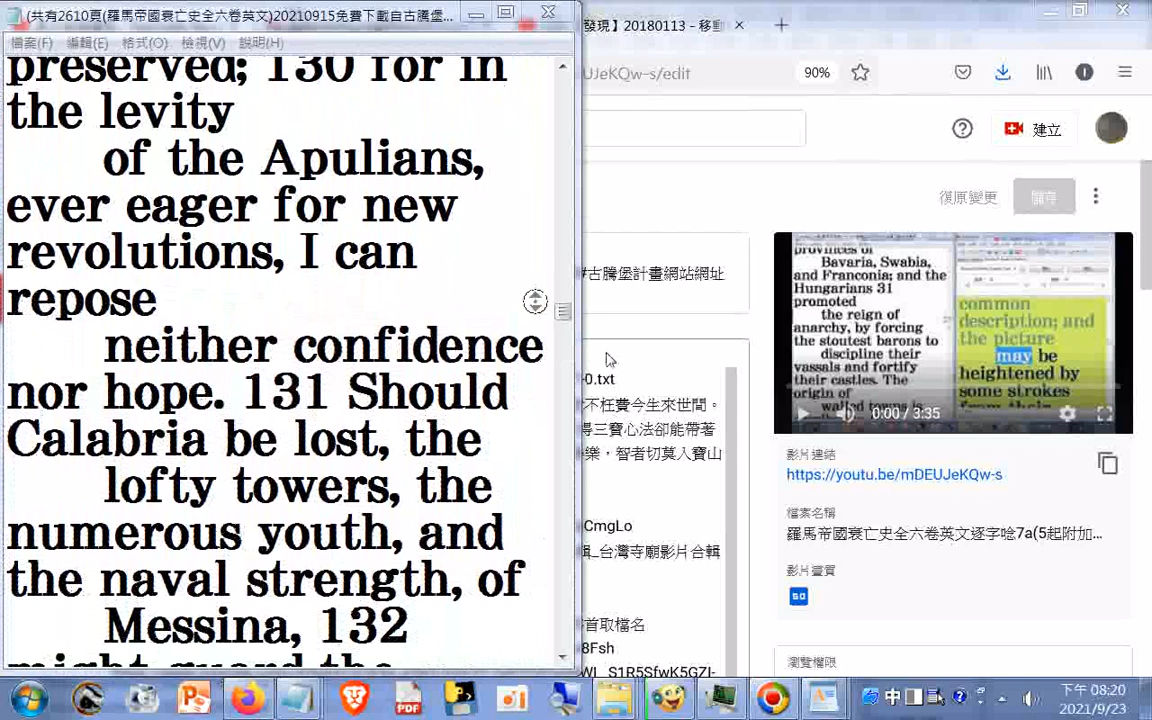 (共有2610頁(羅馬帝國衰亡史全六卷英文)20210915免費下載自古騰堡...
檔案(F) 編輯(E) 格式(O) 檢視(V) 說明(H)
preserved; 130 for in
the levity
of the Apulians,
ever eager for new
revolutions, I can
repose
neither confidence
nor hope. 131 Should
Calabria be lost, the
lofty towers, the
numerous youth, and
the naval strength, of
Messina, 132
might guard the
發現】20180113 - 移動
UJeKQw-s/edit
90%
建立
復原變更
儲存
#古騰堡計畫網站網址
-0.txt
不枉費今生來世間。
得三寶心法卻能帶著
樂，智者切莫入寶山
CmgLo
輯_台灣寺廟影片合輯
首取檔名
8Fsh
WI_S1R5SfwK5GZI-
provinces of
Bavaria, Swabia,
and Franconia; and the
Hungarians 31
promoted
the reign of
anarchy, by forcing
the stoutest barons to
discipline their
vassals and fortify
their castles. The
origin of
walled towns is
common
description; and
the picture
may be
heightened by
some strokes
from their
0:00 / 3:35
影片連結
https://youtu.be/mDEUJeKQw-s
檔案名稱
羅馬帝國衰亡史全六卷英文逐字唸7a(5起附加...
影片畫質
瀏覽權限
中
下午 08:20
2021/9/23